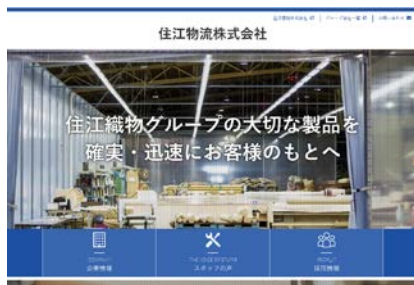 住江物流株式会社
住江織物グループの大切な製品を
確実・迅速にお客様のもとへ
COMPANY
企業情報
スタッフの声
RECRUIT
採用情報